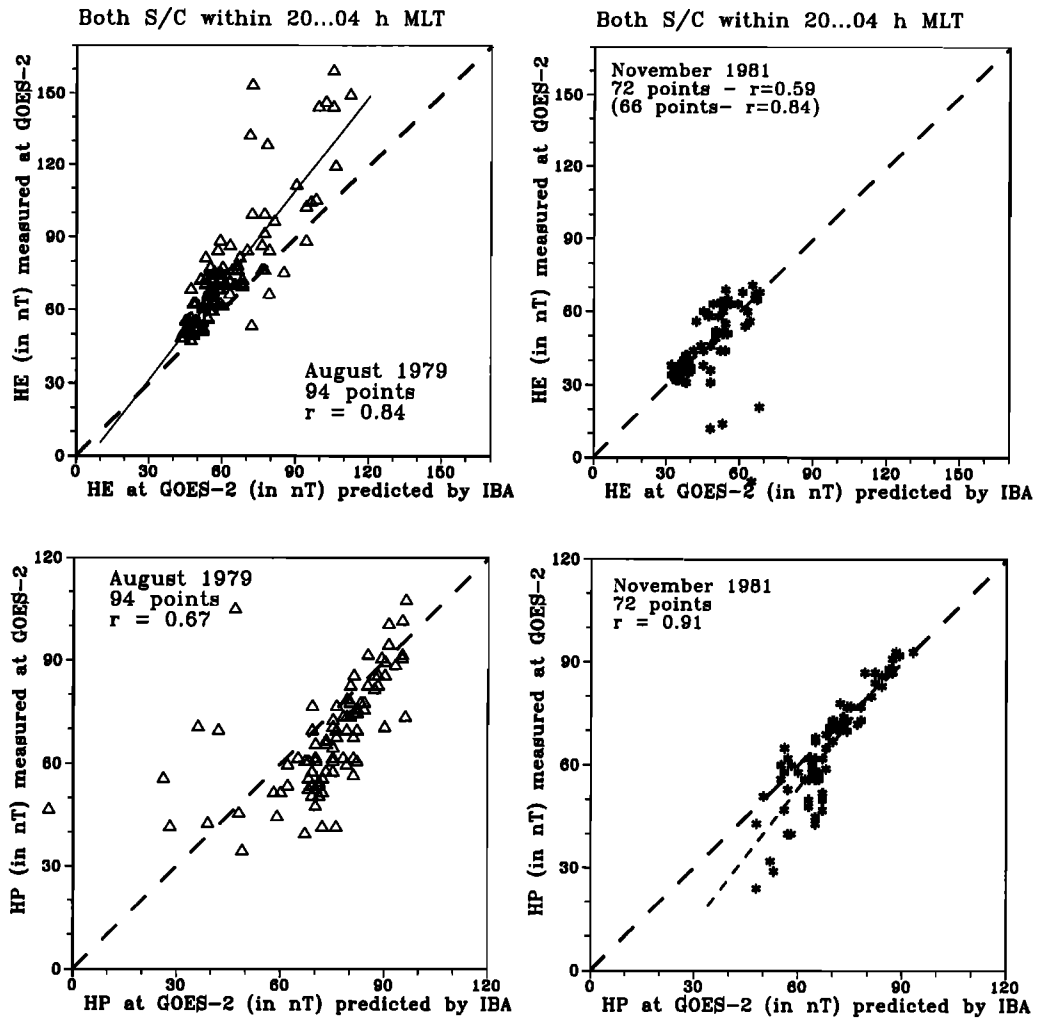 Both S/C within 20...04 h MLT
HE (in nT) measured at GOES-2
150
120
90
60
30
0
August 1979
94 points
r = 0.84
0 30 60 90 120 150
HE at GOES-2 (in nT) predicted by IBA
Both S/C within 20...04 h MLT
HE (in nT) measured at GOES-2
150
120
90
60
30
0
November 1981
72 points - r=0.59
(66 points- r=0.84)
0 30 60 90 120 150
HE at GOES-2 (in nT) predicted by IBA
HP (in nT) measured at GOES-2
120
90
60
30
0
August 1979
94 points
r = 0.67
0 30 60 90 120
HP at GOES-2 (in nT) predicted by IBA
HP (in nT) measured at GOES-2
120
90
60
30
0
November 1981
72 points
r = 0.91
0 30 60 90 120
HP at GOES-2 (in nT) predicted by IBA